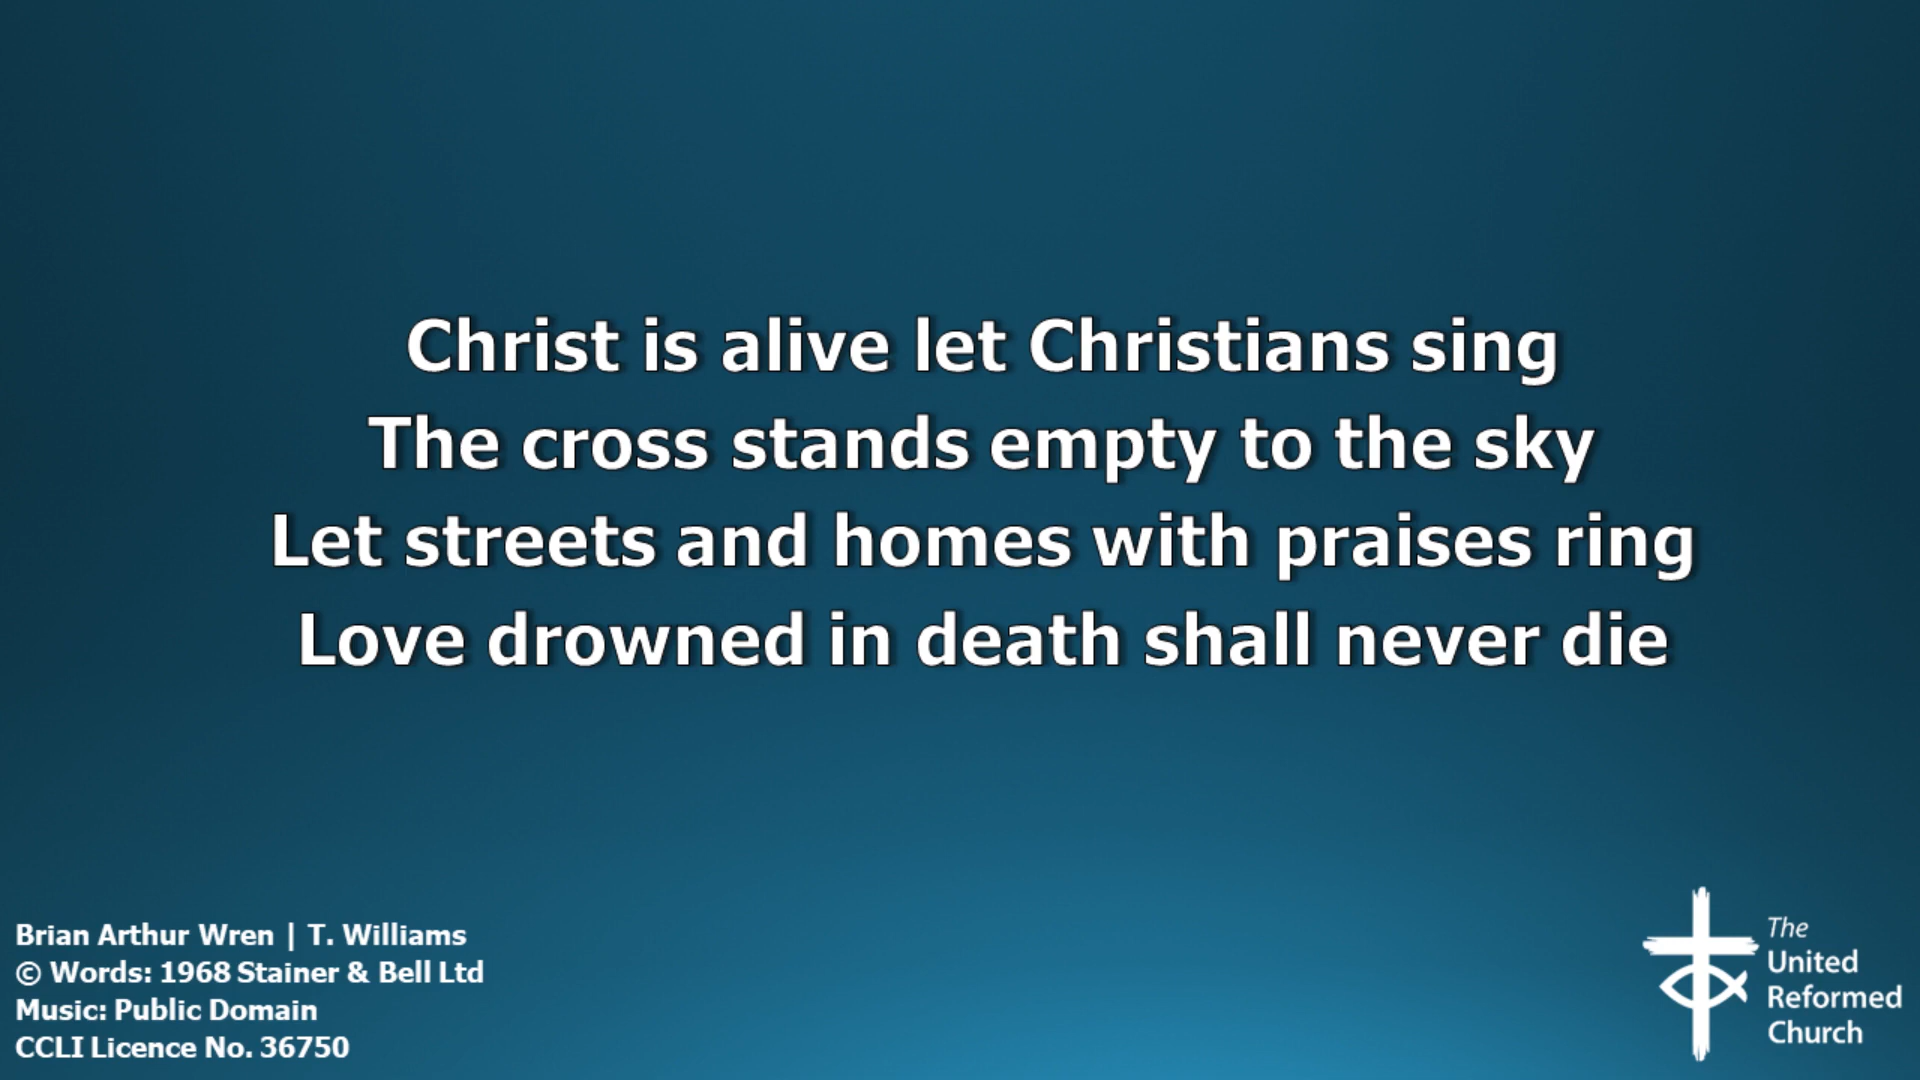 Christ is alive let Christians sing
The cross stands empty to the sky
Let streets and homes with praises ring
Love drowned in death shall never die
Brian Arthur Wren | T. Williams
© Words: 1968 Stainer & Bell Ltd
Music: Public Domain
CCLI Licence No. 36750
The
United
Reformed
Church